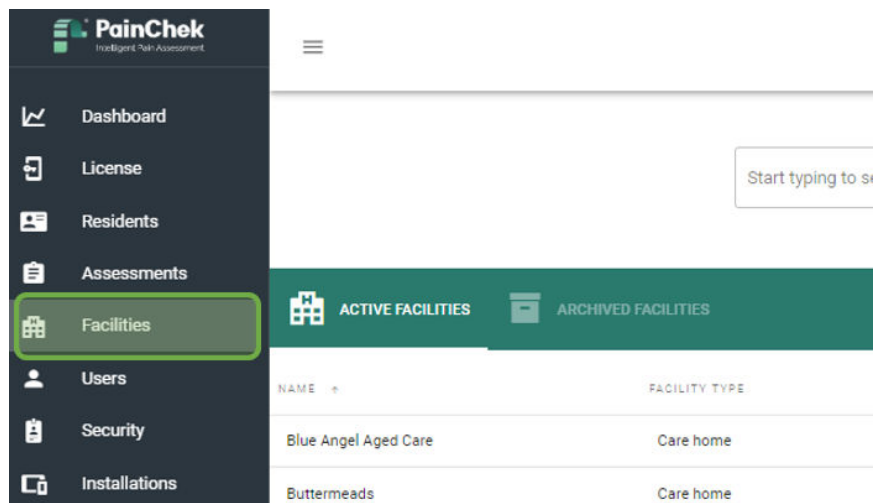 PainChek
Intelligent Pain Assessment
Dashboard
License
Residents
Assessments
Facilities
Users
Security
Installations
Start typing to se
ACTIVE FACILITIES
ARCHIVED FACILITIES
NAME
FACILITY TYPE
Blue Angel Aged Care
Care home
Buttermeads
Care home